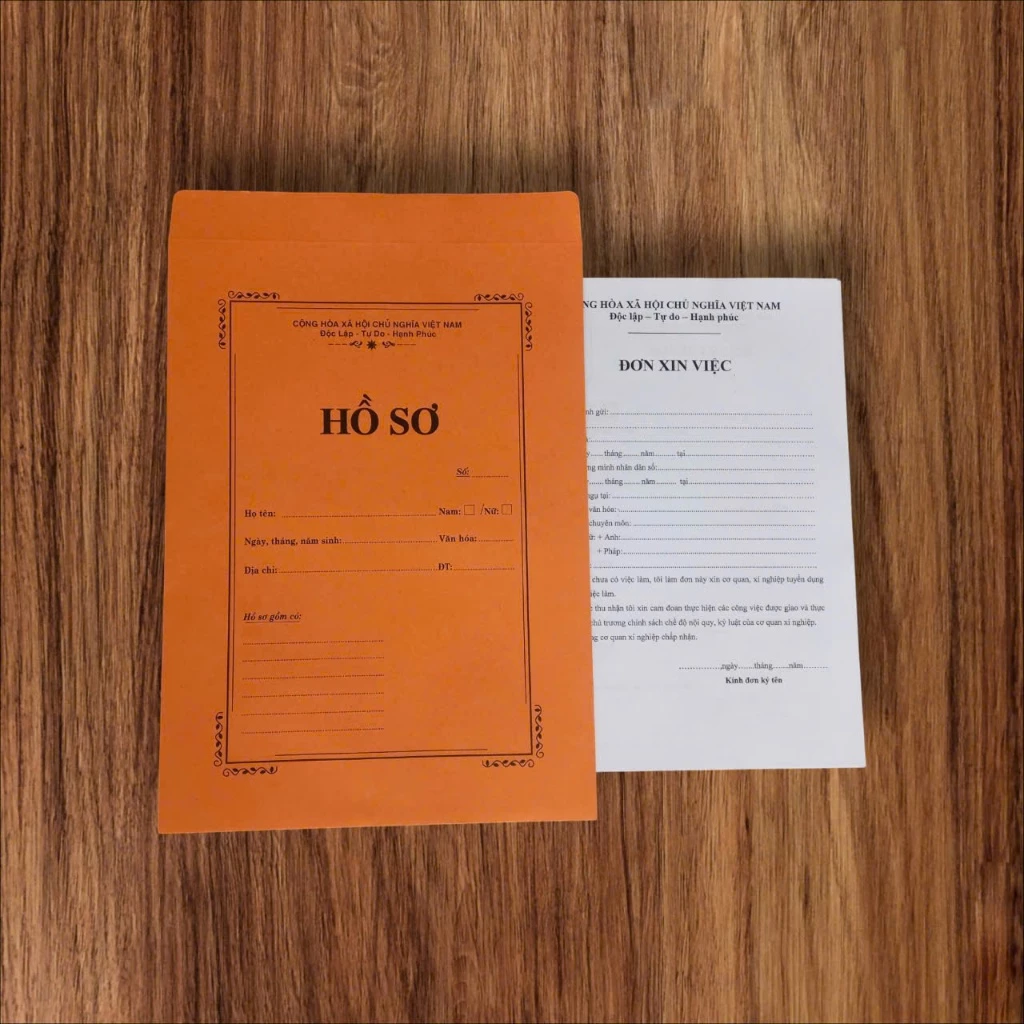 CỘNG HÒA XÃ HỘI CHỦ NGHĨA VIỆT NAM
Độc Lập - Tự Do - Hạnh Phúc
HỒ SƠ
Số:
Họ tên: Nam: /Nữ:
Ngày, tháng, năm sinh: Văn hóa:
Địa chỉ: ĐT:
Hồ sơ gồm có:
HÒA XÃ HỘI CHỦ NGHĨA VIỆT NAM
Độc lập – Tự do – Hạnh phúc
ĐƠN XIN VIỆC
gửi:
tháng năm: tại
minh nhân dân số:
tháng năm tại
tại:
văn hóa:
chuyên môn:
+ Anh:
+ Pháp:
chưa có việc làm, tôi làm đơn này xin cơ quan, xí nghiệp tuyển dụng
làm.
thu nhận tôi xin cam đoan thực hiện các công việc được giao và thực
chủ trương chính sách chế độ nội quy, kỷ luật của cơ quan xí nghiệp.
cơ quan xí nghiệp chấp nhận.
ngày tháng năm
Kính đơn ký tên